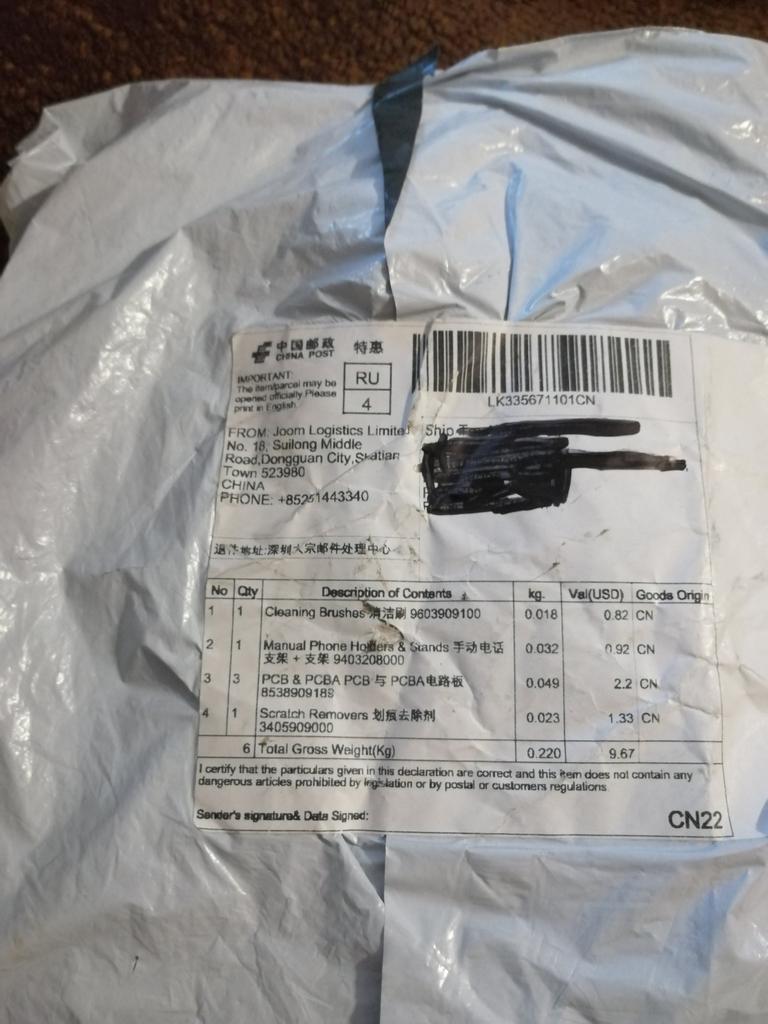 中国邮政 特惠
CHINA POST
IMPORTANT:
The item/parcel may be
opened officially Please
print in English
RU
4
LK335671101CN
FROM: Joom Logistics Limited
No. 18, Suilong Middle
Road,Dongguan City,Shatian
Town 523980
CHINA
PHONE: +85251443340
Ship
退件地址:深圳大宗邮件处理中心
No Qty Description of Contents kg. Val(USD) Goods Origin
1 1 Cleaning Brushes 清洁刷 9603909100 0.018 0.82 CN
2 1 Manual Phone Holders & Stands 手动电话 0.032 0.92 CN
支架 + 支架 9403208000
3 3 PCB & PCBA PCB 与 PCBA电路板 0.049 2.2 CN
8538909188
4 1 Scratch Removers 划痕去除剂 0.023 1.33 CN
3405909000
6 Total Gross Weight(Kg) 0.220 9.67
I certify that the particulars given in this declaration are correct and this item does not contain any
dangerous articles prohibited by legislation or by postal or customers regulations
Sender's signature& Data Signed:
CN22